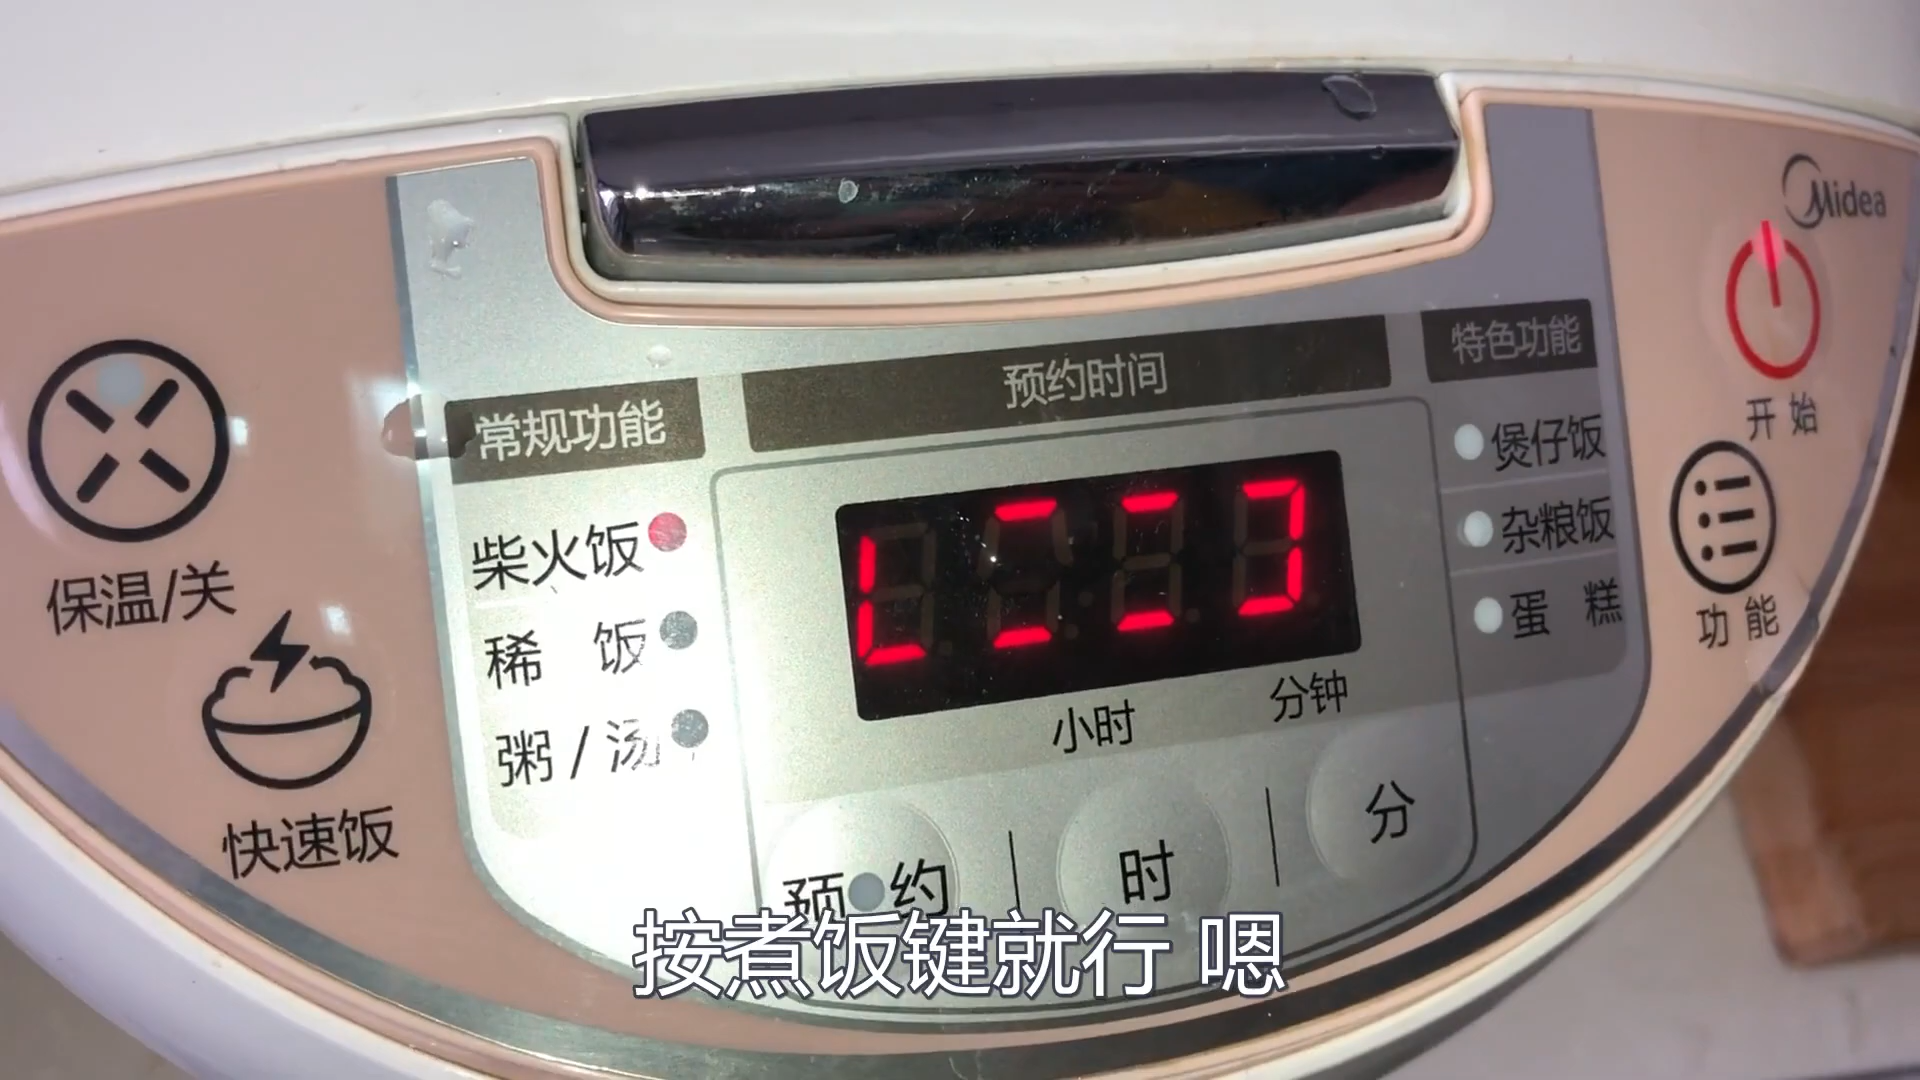 Midea
开始
特色功能
预约时间
常规功能
煲仔饭
杂粮饭
蛋 糕
功能
柴火饭
稀 饭
粥/汤
保温/关
快速饭
小时
分钟
预约
时
分
按煮饭键就行 嗯